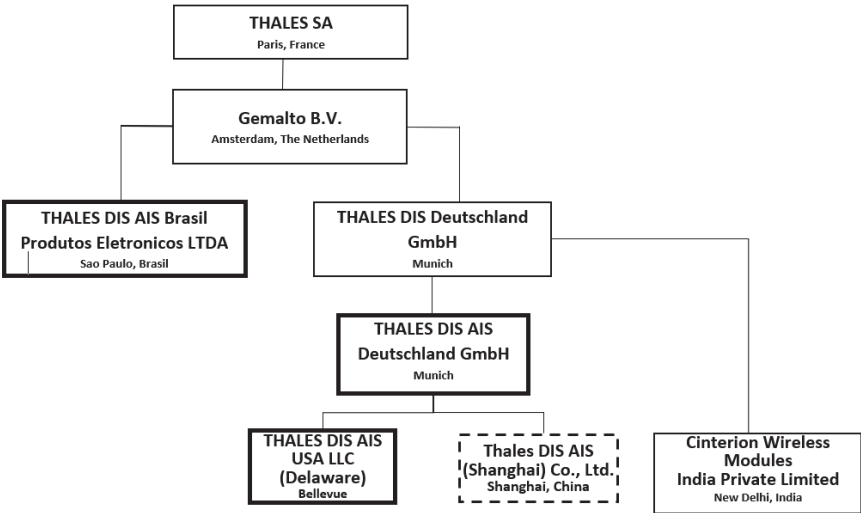 THALES SA
Paris, France
Gemalto B.V.
Amsterdam, The Netherlands
THALES DIS AIS Brasil
Produtos Eletronicos LTDA
Sao Paulo, Brasil
THALES DIS Deutschland
GmbH
Munich
THALES DIS AIS
Deutschland GmbH
Munich
THALES DIS AIS
USA LLC
(Delaware)
Bellevue
Thales DIS AIS
(Shanghai) Co., Ltd.
Shanghai, China
Cinterion Wireless
Modules
India Private Limited
New Delhi, India